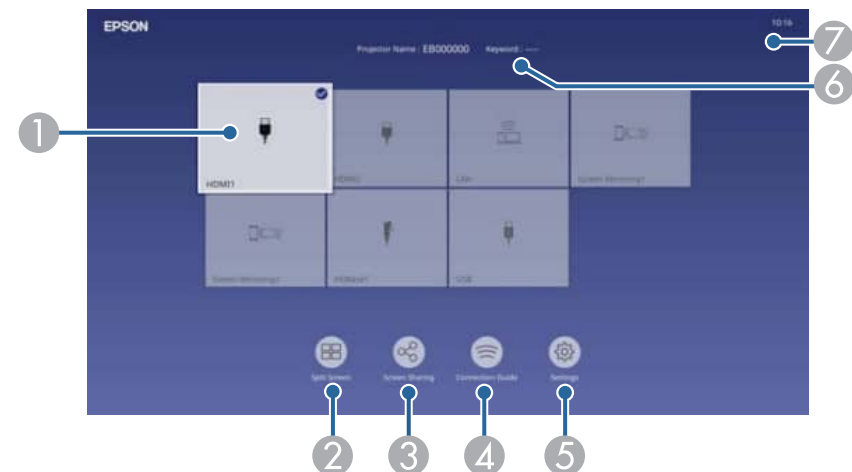 EPSON
10:16
7
Projector Name : EB000000 Keyword : ----
6
1
HDMI1
HDMI2
LAN
Screen Mirroring1
Screen Mirroring2
HDBaseT
USB
Split Screen
Screen Sharing
Connection Guide
Settings
2
3
4
5